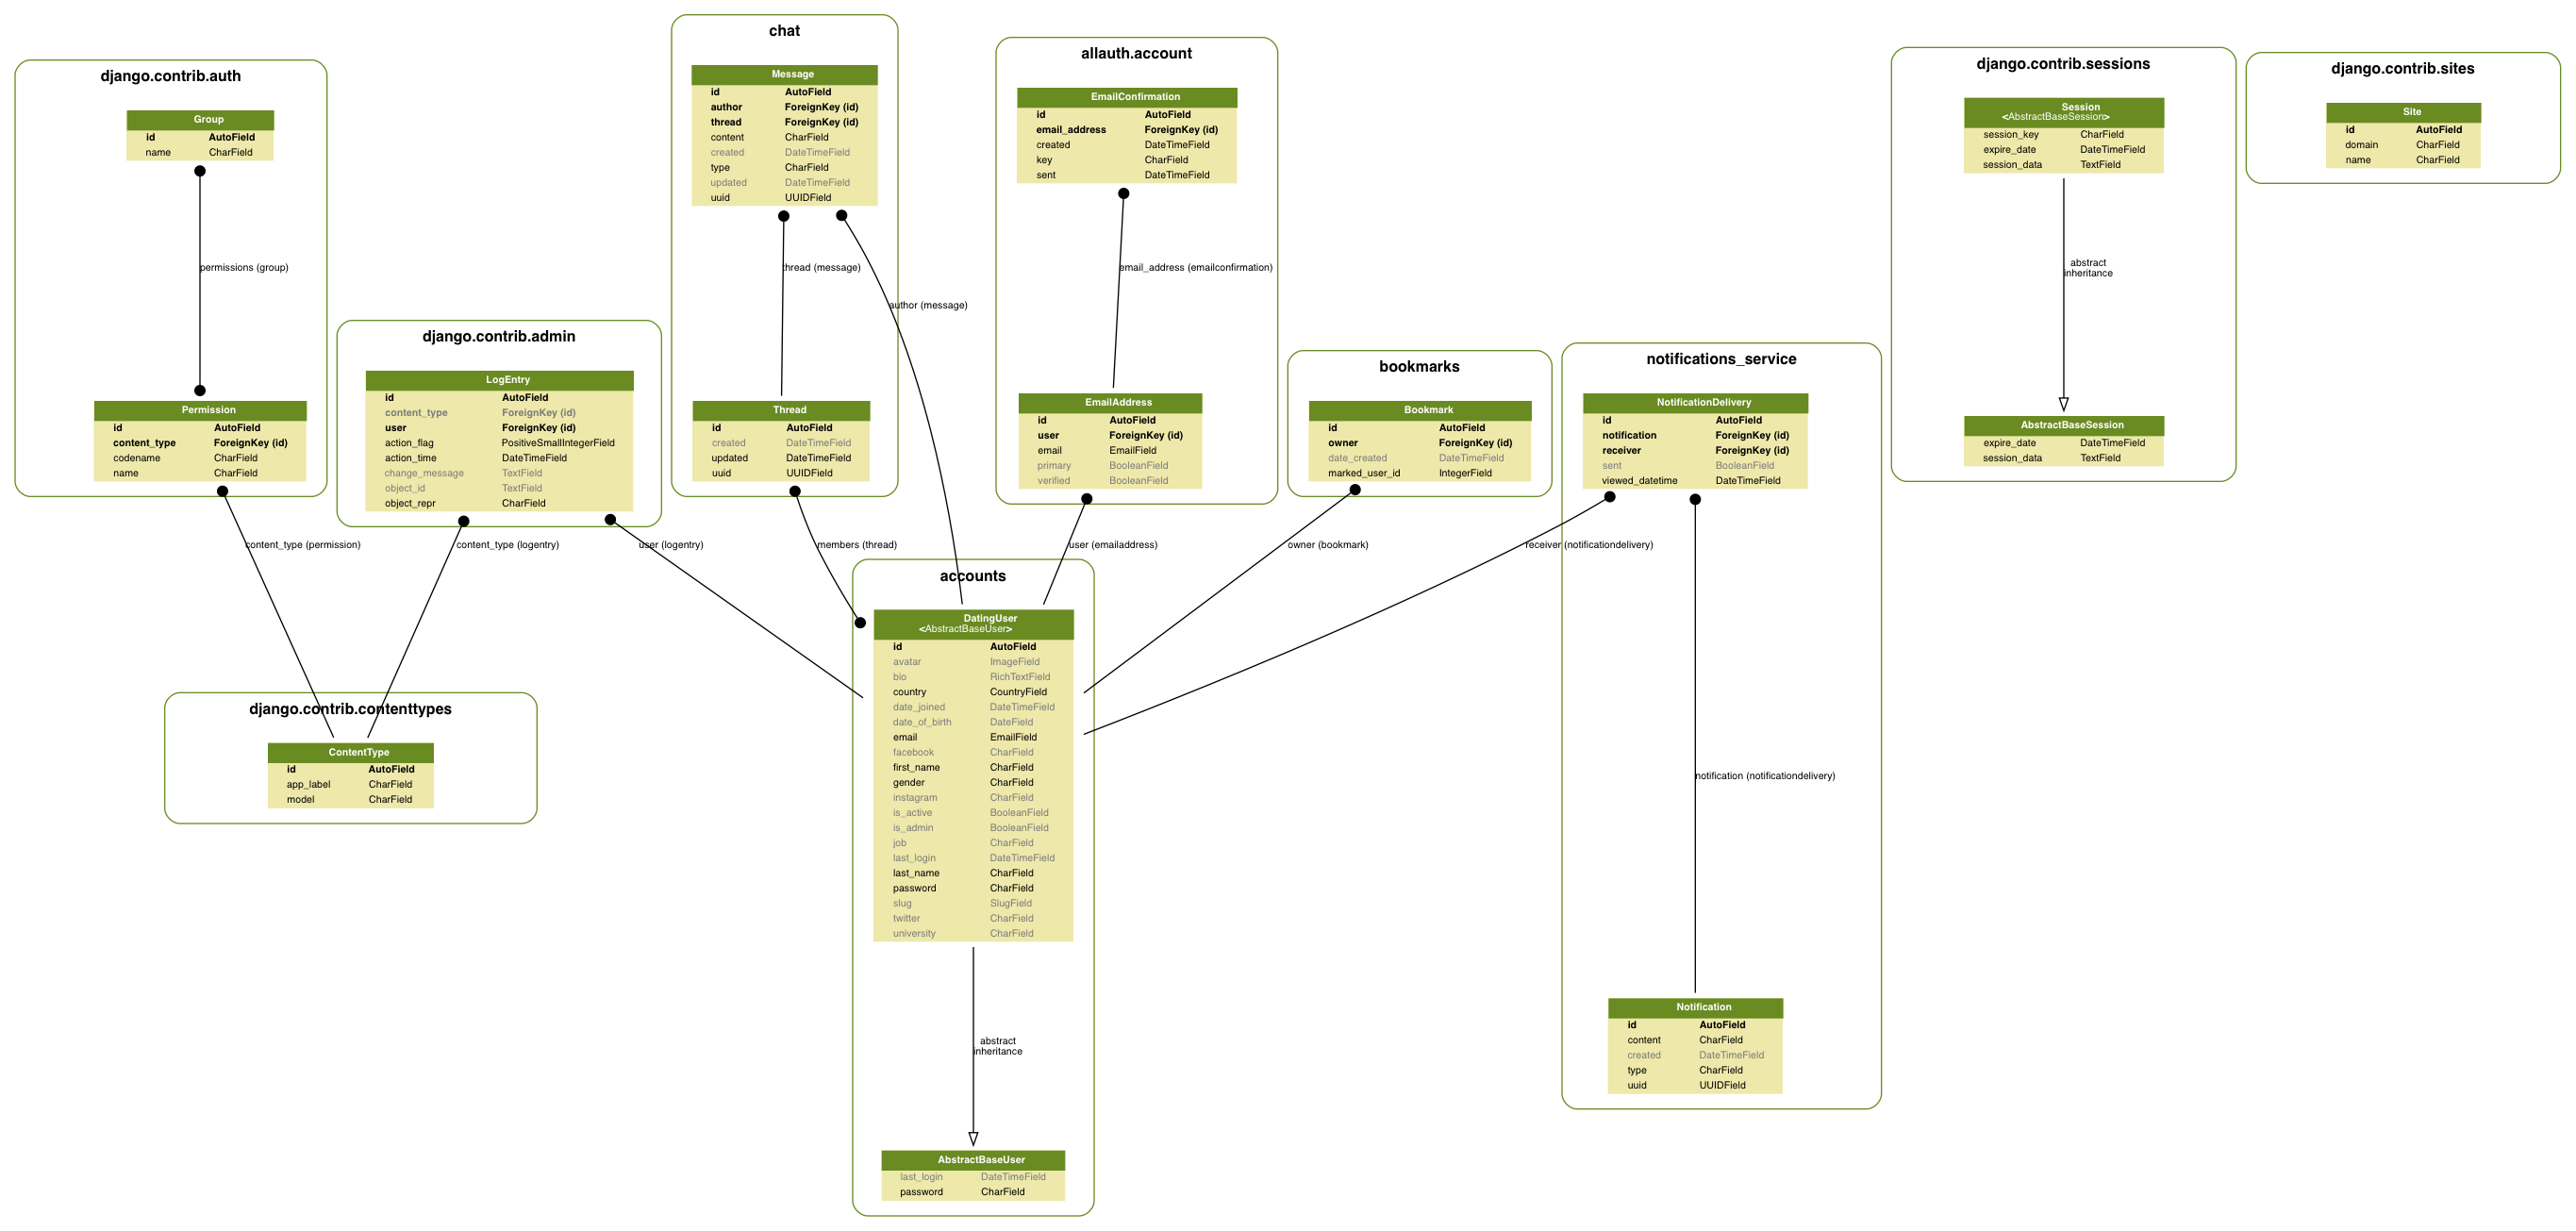 django.contrib.auth
Group
id AutoField
name CharField
permissions (group)
Permission
id AutoField
content_type ForeignKey (id)
codename CharField
name CharField
content_type (permission)
django.contrib.admin
LogEntry
id AutoField
content_type ForeignKey (id)
user ForeignKey (id)
action_flag PositiveSmallIntegerField
action_time DateTimeField
change_message TextField
object_id TextField
object_repr CharField
content_type (logentry)
user (logentry)
django.contrib.contenttypes
ContentType
id AutoField
app_label CharField
model CharField
chat
Message
id AutoField
author ForeignKey (id)
thread ForeignKey (id)
content CharField
created DateTimeField
type CharField
updated DateTimeField
uuid UUIDField
thread (message)
author (message)
Thread
id AutoField
created DateTimeField
updated DateTimeField
uuid UUIDField
members (thread)
allauth.account
EmailConfirmation
id AutoField
email_address ForeignKey (id)
created DateTimeField
key CharField
sent DateTimeField
email_address (emailconfirmation)
EmailAddress
id AutoField
user ForeignKey (id)
email EmailField
primary BooleanField
verified BooleanField
user (emailaddress)
accounts
DatingUser
<AbstractBaseUser>
id AutoField
avatar ImageField
bio RichTextField
country CountryField
date_joined DateTimeField
date_of_birth DateField
email EmailField
facebook CharField
first_name CharField
gender CharField
instagram CharField
is_active BooleanField
is_admin BooleanField
job CharField
last_login DateTimeField
last_name CharField
password CharField
slug SlugField
twitter CharField
university CharField
abstract
inheritance
AbstractBaseUser
last_login DateTimeField
password CharField
bookmarks
Bookmark
id AutoField
owner ForeignKey (id)
date_created DateTimeField
marked_user_id IntegerField
owner (bookmark)
notifications_service
NotificationDelivery
id AutoField
notification ForeignKey (id)
receiver ForeignKey (id)
sent BooleanField
viewed_datetime DateTimeField
receiver (notificationdelivery)
notification (notificationdelivery)
Notification
id AutoField
content CharField
created DateTimeField
type CharField
uuid UUIDField
django.contrib.sessions
Session
<AbstractBaseSession>
session_key CharField
expire_date DateTimeField
session_data TextField
abstract
inheritance
AbstractBaseSession
expire_date DateTimeField
session_data TextField
django.contrib.sites
Site
id AutoField
domain CharField
name CharField